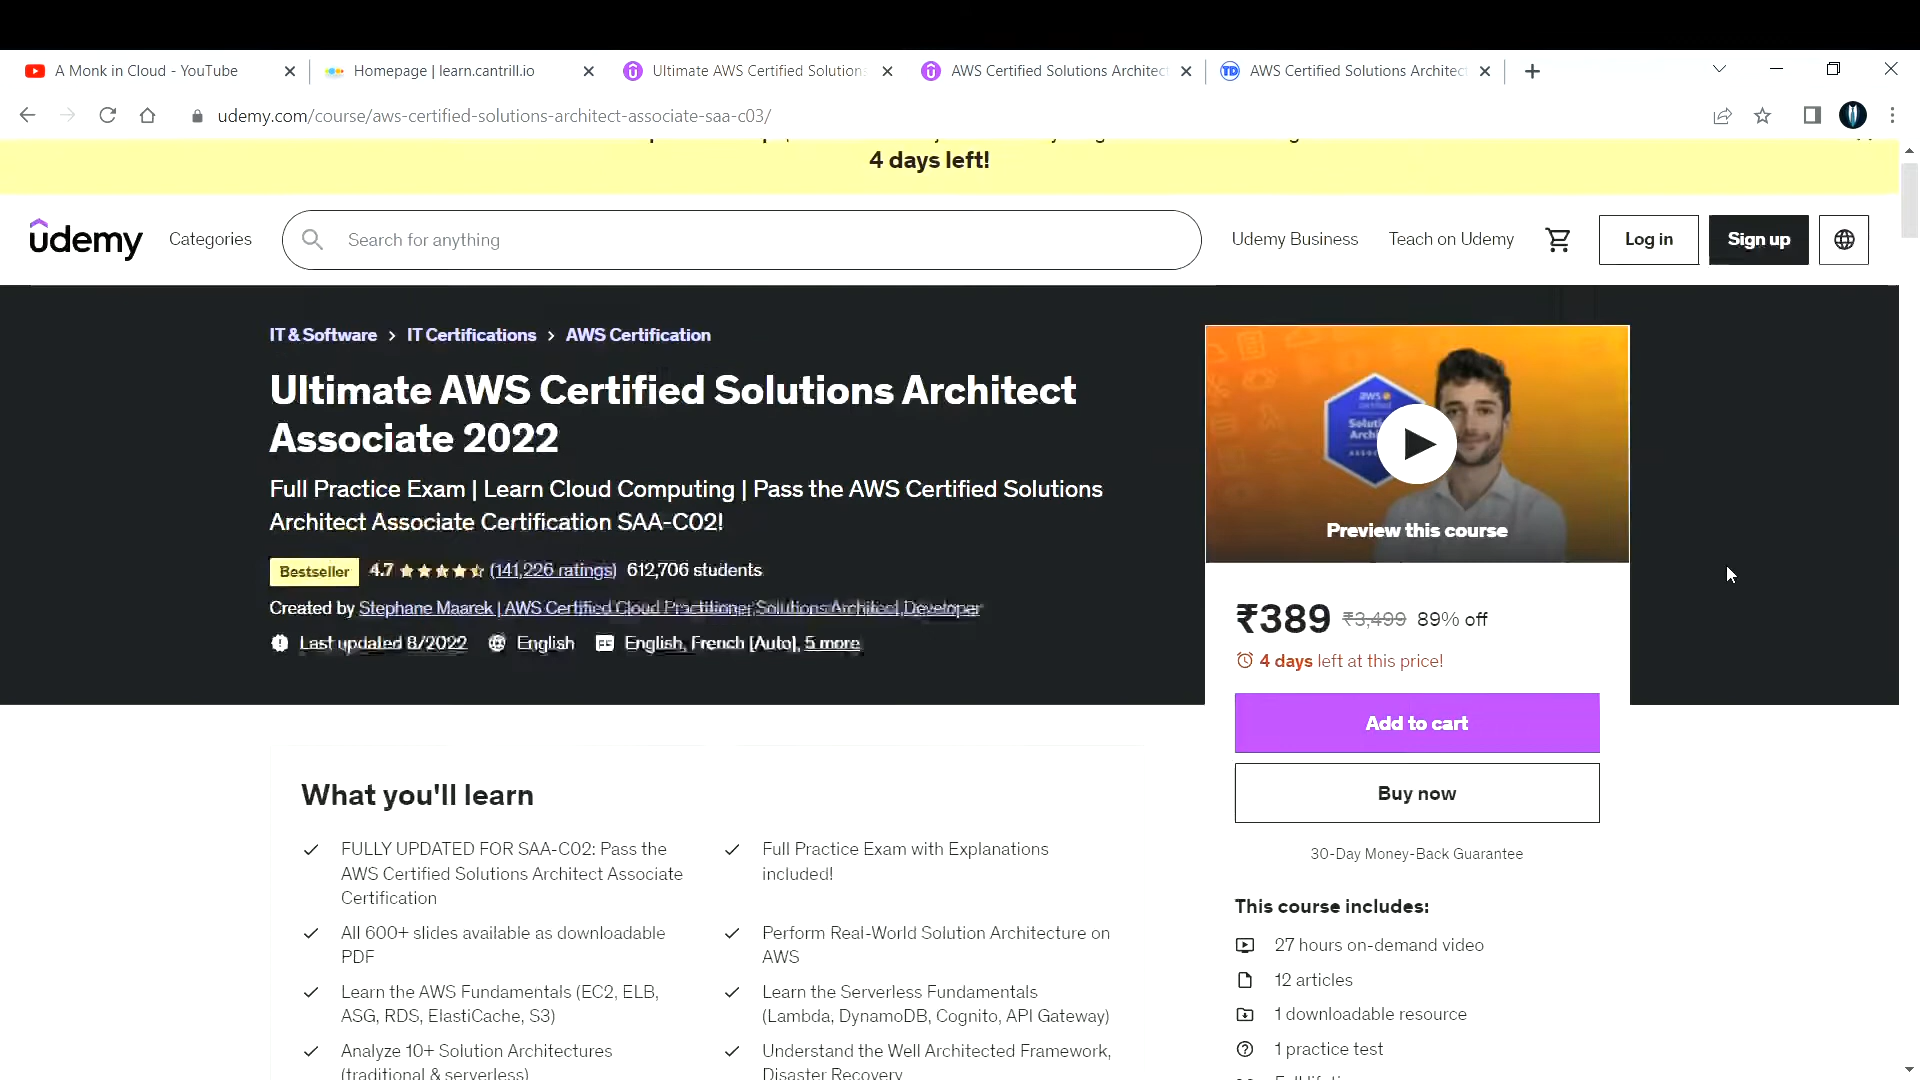 A Monk in Cloud - YouTube
Homepage | learn.cantrill.io
Ultimate AWS Certified Solutions
AWS Certified Solutions Architect
TD
AWS Certified Solutions Architect
udemy.com/course/aws-certified-solutions-architect-associate-saa-c03/
4 days left!
udemy
Categories
Search for anything
Udemy Business
Teach on Udemy
Log in
Sign up
IT & Software > IT Certifications > AWS Certification
Ultimate AWS Certified Solutions Architect
Associate 2022
Full Practice Exam | Learn Cloud Computing | Pass the AWS Certified Solutions
Architect Associate Certification SAA-C02!
Bestseller 4.7 (141,226 ratings) 612,706 students
Created by Stephane Maarek | AWS Certified Cloud Practitioner,Solutions Architect,Developer
Last updated 8/2022 English English, French [Auto], 5 more
aws
Preview this course
₹389 ₹3,499 89% off
4 days left at this price!
Add to cart
Buy now
30-Day Money-Back Guarantee
This course includes:
27 hours on-demand video
12 articles
1 downloadable resource
1 practice test
What you'll learn
FULLY UPDATED FOR SAA-C02: Pass the
AWS Certified Solutions Architect Associate
Certification
Full Practice Exam with Explanations
included!
All 600+ slides available as downloadable
PDF
Perform Real-World Solution Architecture on
AWS
Learn the AWS Fundamentals (EC2, ELB,
ASG, RDS, ElastiCache, S3)
Learn the Serverless Fundamentals
(Lambda, DynamoDB, Cognito, API Gateway)
Analyze 10+ Solution Architectures
(traditional & serverless)
Understand the Well Architected Framework,
Disaster Recovery